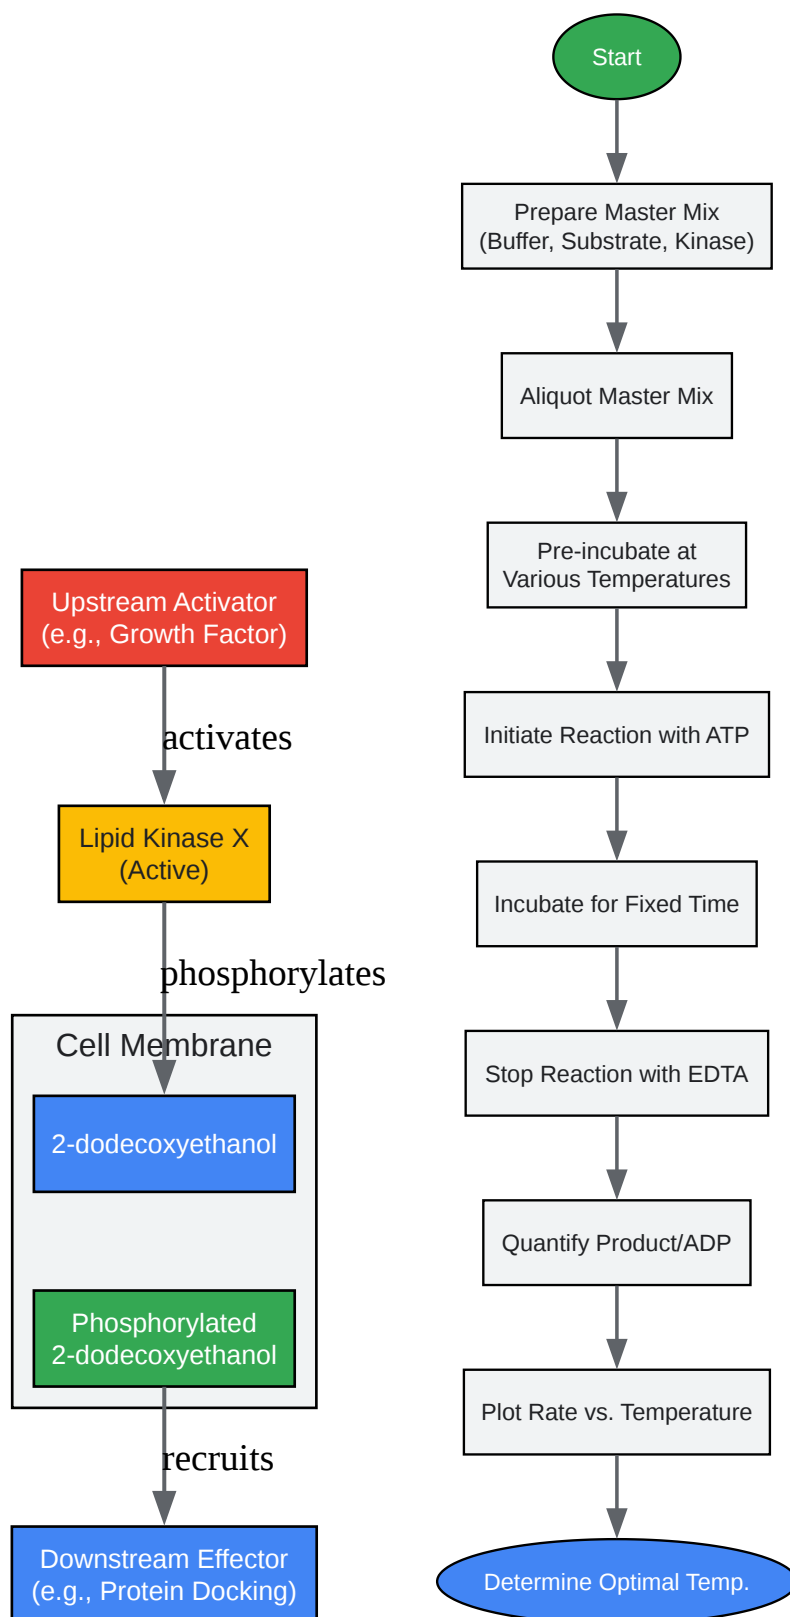 Upstream Activator
(e.g., Growth Factor)
activates
Lipid Kinase X
(Active)
phosphorylates
Cell Membrane
2-dodecoxyethanol
Phosphorylated
2-dodecoxyethanol
recruits
Downstream Effector
(e.g., Protein Docking)
Start
Prepare Master Mix
(Buffer, Substrate, Kinase)
Aliquot Master Mix
Pre-incubate at
Various Temperatures
Initiate Reaction with ATP
Incubate for Fixed Time
Stop Reaction with EDTA
Quantify Product/ADP
Plot Rate vs. Temperature
Determine Optimal Temp.